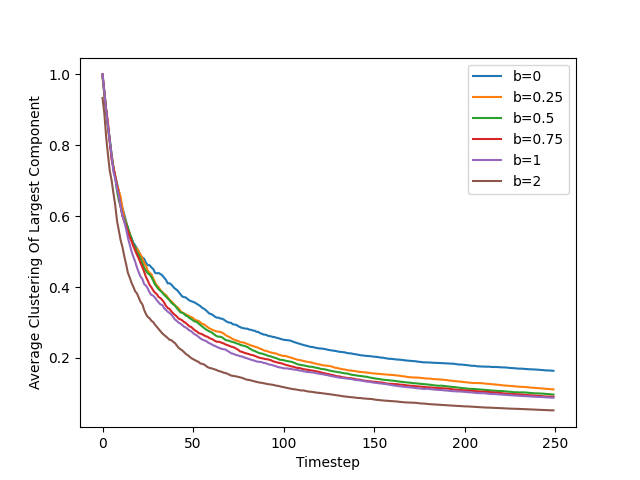 b=0
b=0.25
b=0.5
b=0.75
b=1
b=2
1.0
0.8
0.6
0.4
0.2
Average Clustering Of Largest Component
0 50 100 150 200 250
Timestep